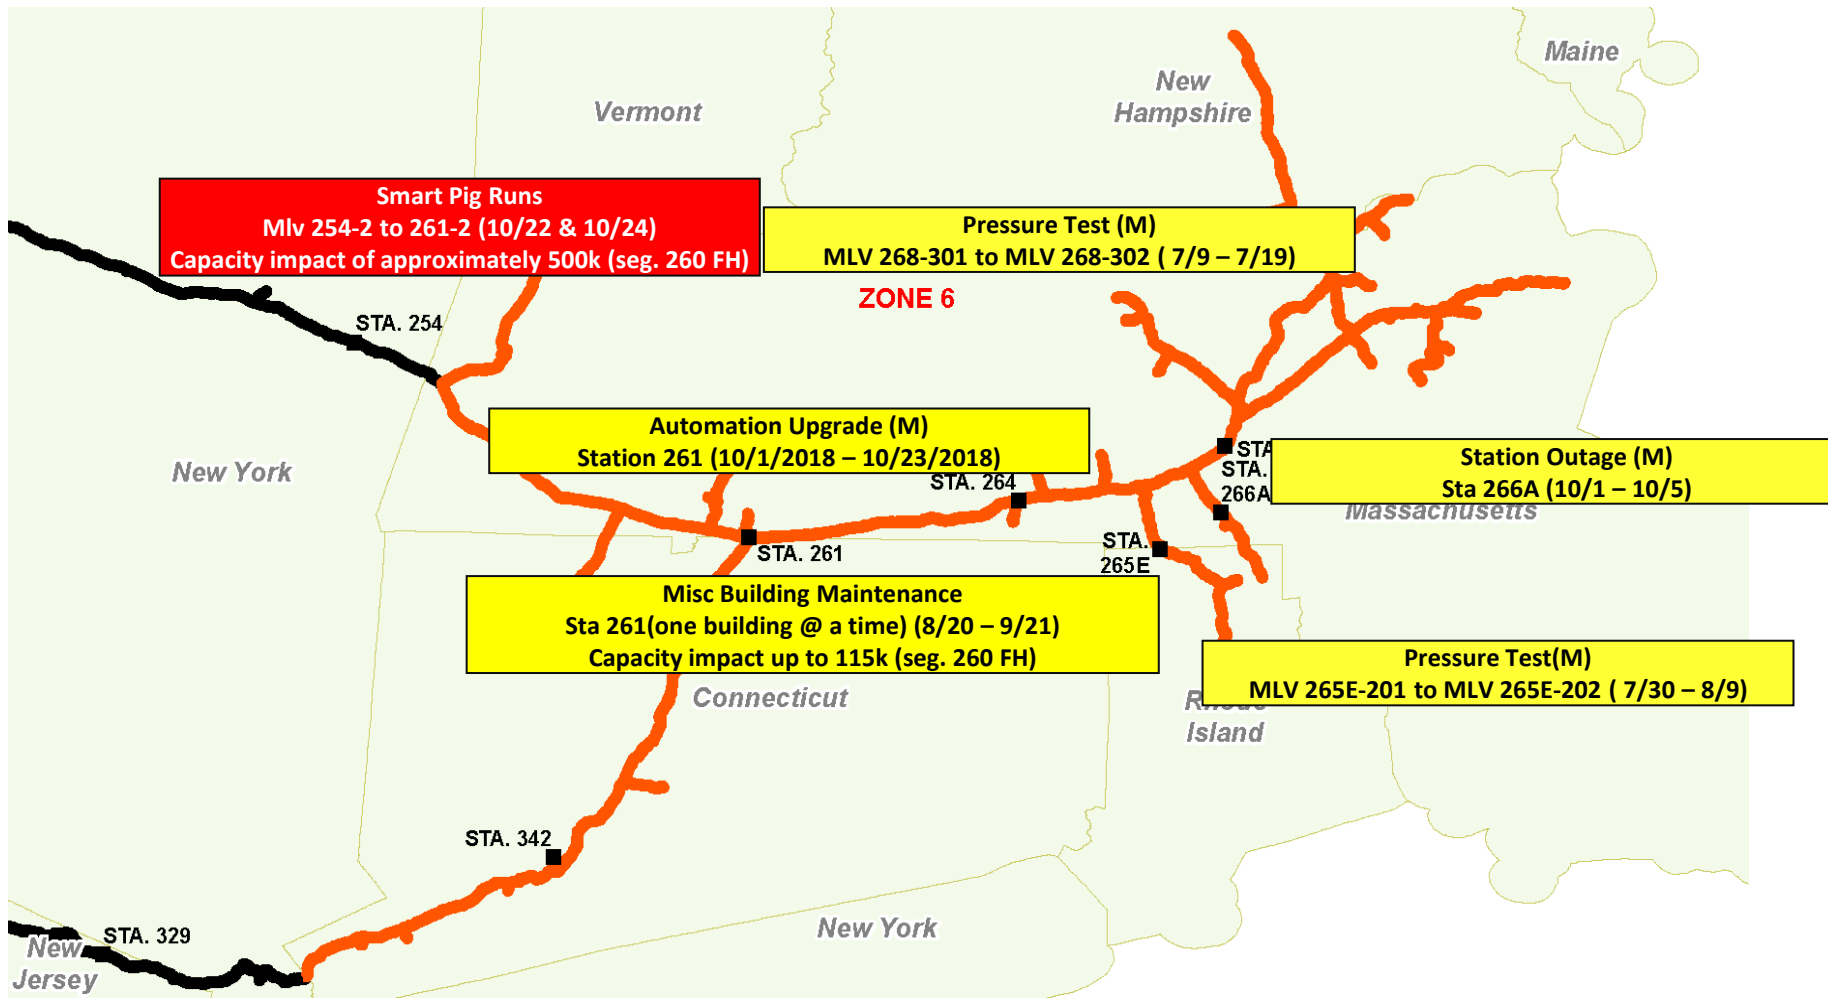 Maine
New
Hampshire
Vermont
Smart Pig Runs
Mlv 254-2 to 261-2 (10/22 & 10/24)
Capacity impact of approximately 500k (seg. 260 FH)
Pressure Test (M)
MLV 268-301 to MLV 268-302 ( 7/9 – 7/19)
ZONE 6
STA. 254
Automation Upgrade (M)
Station 261 (10/1/2018 – 10/23/2018)
New York
STA. 264
STA
STA.
266A
Station Outage (M)
Sta 266A (10/1 – 10/5)
Massachusetts
STA. 261
STA.
265E
Misc Building Maintenance
Sta 261(one building @ a time) (8/20 – 9/21)
Capacity impact up to 115k (seg. 260 FH)
Pressure Test(M)
MLV 265E-201 to MLV 265E-202 ( 7/30 – 8/9)
Connecticut
Rhode
Island
STA. 342
New York
STA. 329
New
Jersey